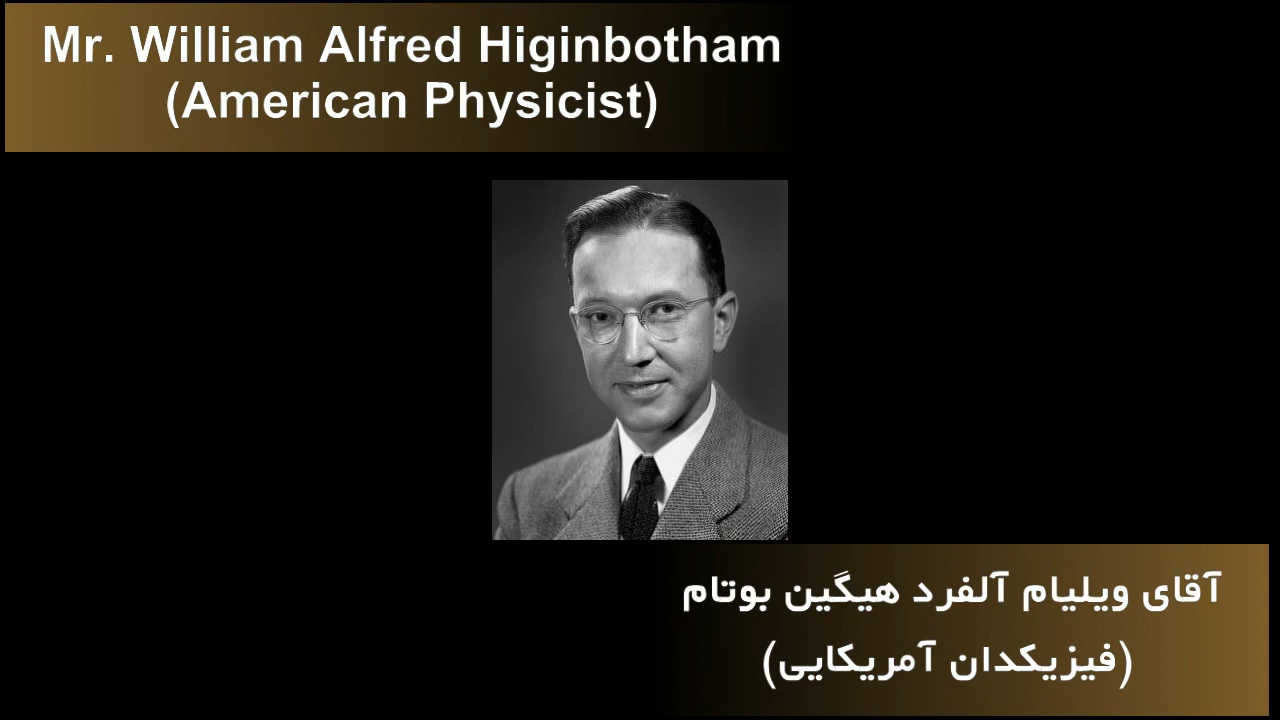 Mr. William Alfred Higinbotham
(American Physicist)
آقای ویلیام آلفرد هیگین بوتام
(فیزیکدان آمریکایی)